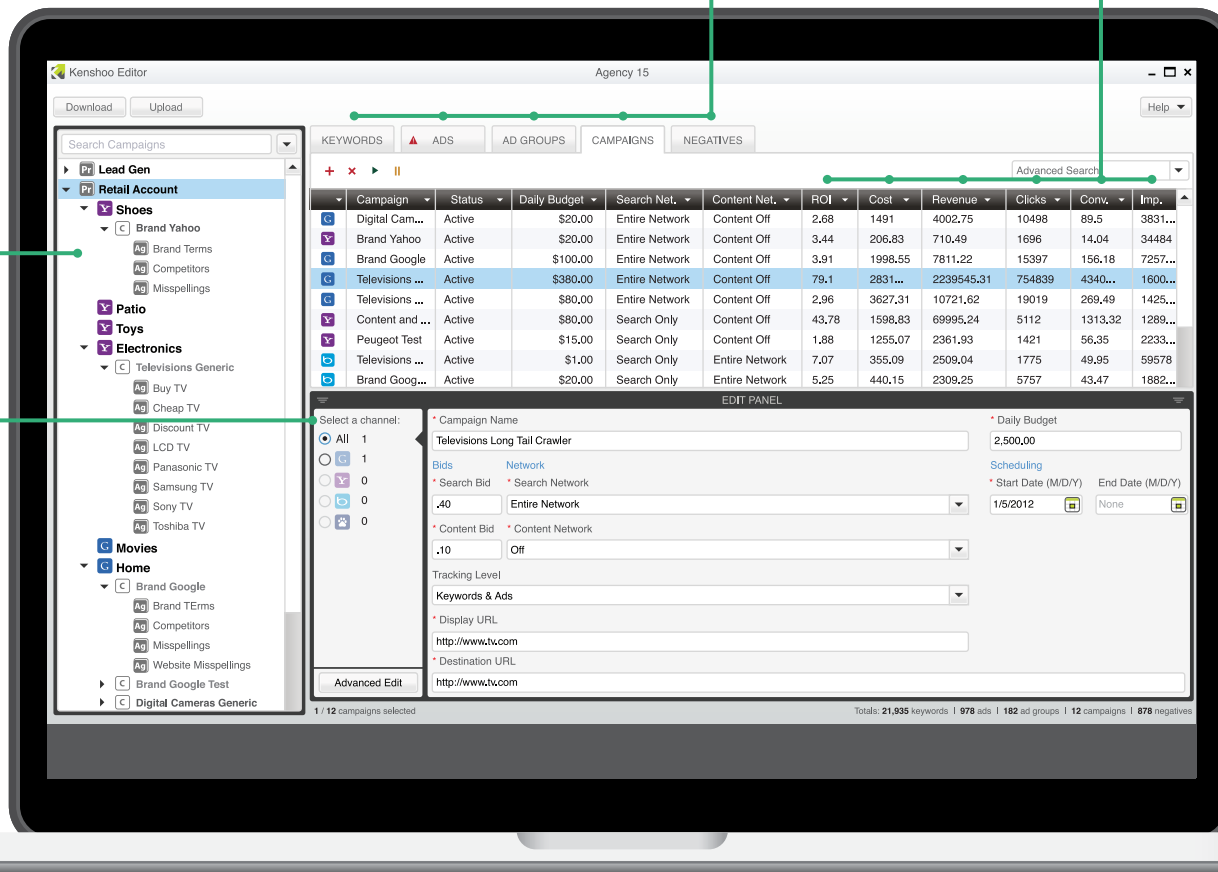 Kenshoo Editor
Agency 15
Download Upload
Help
Search Campaigns
Pr Lead Gen
Pr Retail Account
Y Shoes
C Brand Yahoo
Ag Brand Terms
Ag Competitors
Ag Misspellings
Y Patio
Y Toys
Y Electronics
C Televisions Generic
Ag Buy TV
Ag Cheap TV
Ag Discount TV
Ag LCD TV
Ag Panasonic TV
Ag Samsung TV
Ag Sony TV
Ag Toshiba TV
G Movies
G Home
C Brand Google
Ag Brand TErms
Ag Competitors
Ag Misspellings
Ag Website Misspellings
C Brand Google Test
C Digital Cameras Generic
KEYWORDS ADS AD GROUPS CAMPAIGNS NEGATIVES
Advanced Search
Campaign Status Daily Budget Search Net. Content Net. ROI Cost Revenue Clicks Conv. Imp.
G Digital Cam... Active $20.00 Entire Network Content Off 2.68 1491 4002.75 10498 89.5 3831...
Y Brand Yahoo Active $20.00 Entire Network Content Off 3.44 206.83 710.49 1696 14.04 34484
G Brand Google Active $100.00 Entire Network Content Off 3.91 1998.55 7811.22 15397 156.18 7257...
G Televisions ... Active $380.00 Entire Network Content Off 79.1 2831... 2239545.31 754839 4340... 1600...
G Televisions ... Active $80.00 Entire Network Content Off 2.96 3627.31 10721.62 19019 269.49 1425...
Y Content and ... Active $80.00 Search Only Content Off 43.78 1598.83 69995.24 5112 1313.32 1289...
Y Peugeot Test Active $15.00 Search Only Content Off 1.88 1255.07 2361.93 1421 56.35 2233...
b Televisions ... Active $1.00 Search Only Entire Network 7.07 355.09 2509.04 1775 49.95 59578
b Brand Goog... Active $20.00 Search Only Entire Network 5.25 440.15 2309.25 5757 43.47 1882...
EDIT PANEL
Select a channel:
All 1
G 1
Y 0
b 0
0
Advanced Edit
* Campaign Name
Televisions Long Tail Crawler
* Daily Budget
2,500.00
Bids Network
Scheduling
* Search Bid * Search Network
* Start Date (M/D/Y) End Date (M/D/Y)
.40 Entire Network
1/5/2012 None
* Content Bid * Content Network
.10 Off
Tracking Level
Keywords & Ads
* Display URL
http://www.tv.com
* Destination URL
http://www.tv.com
1 / 12 campaigns selected
Totals: 21,935 keywords | 978 ads | 182 ad groups | 12 campaigns | 878 negatives